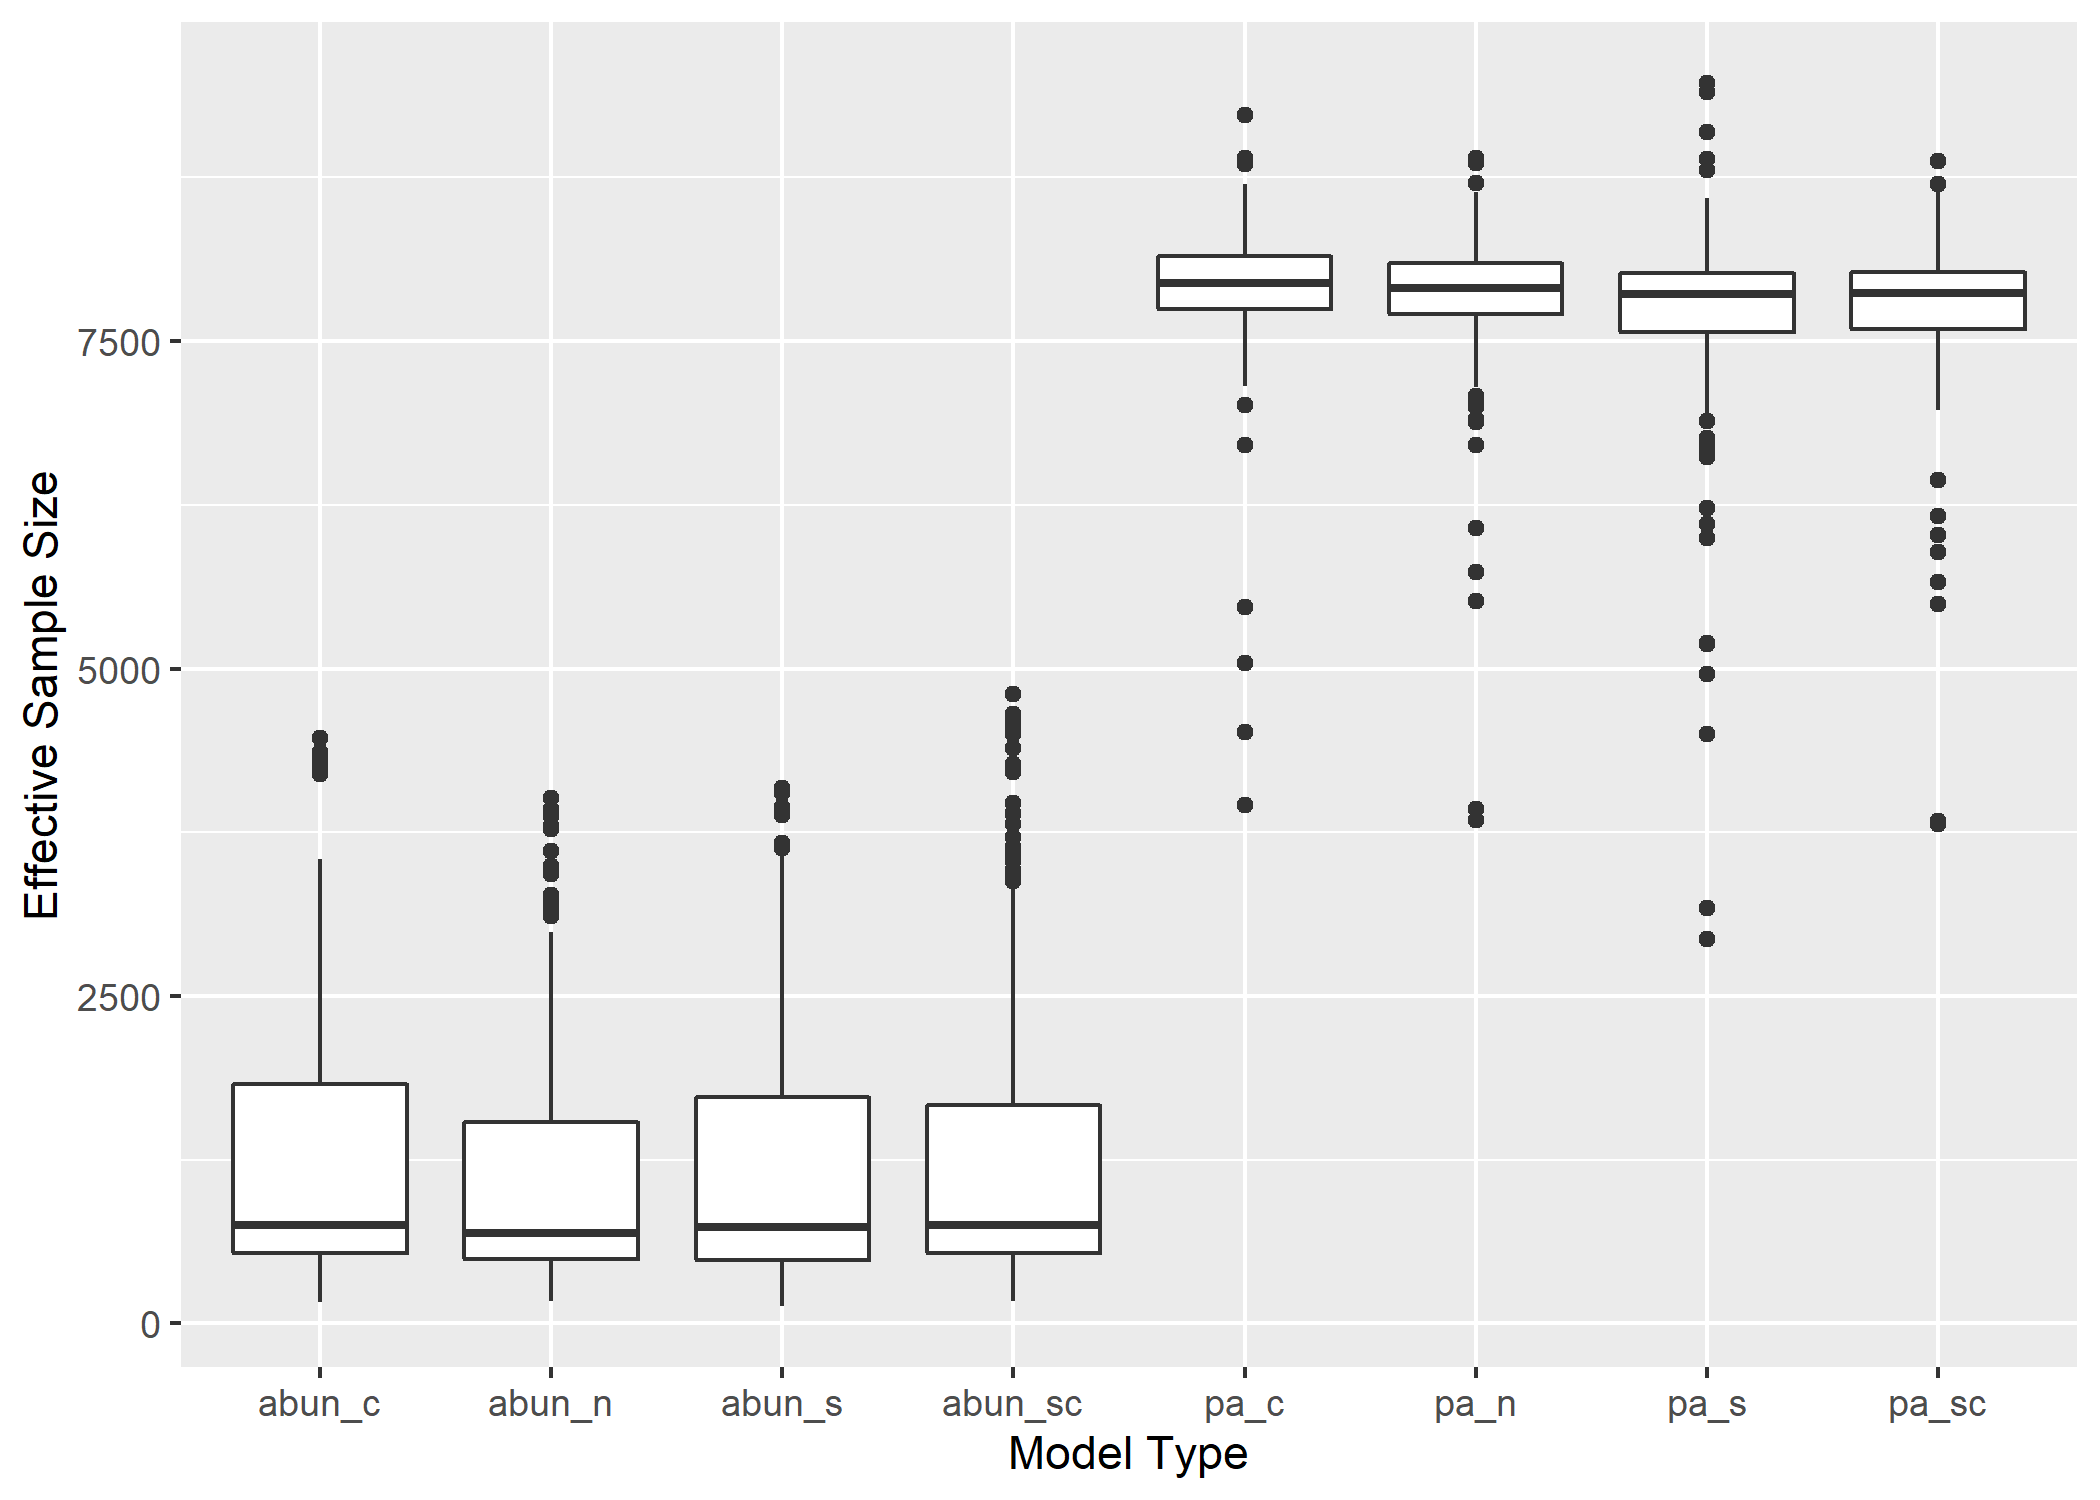 Effective Sample Size
7500
5000
2500
0
abun_c abun_n abun_s abun_sc pa_c pa_n pa_s pa_sc
Model Type